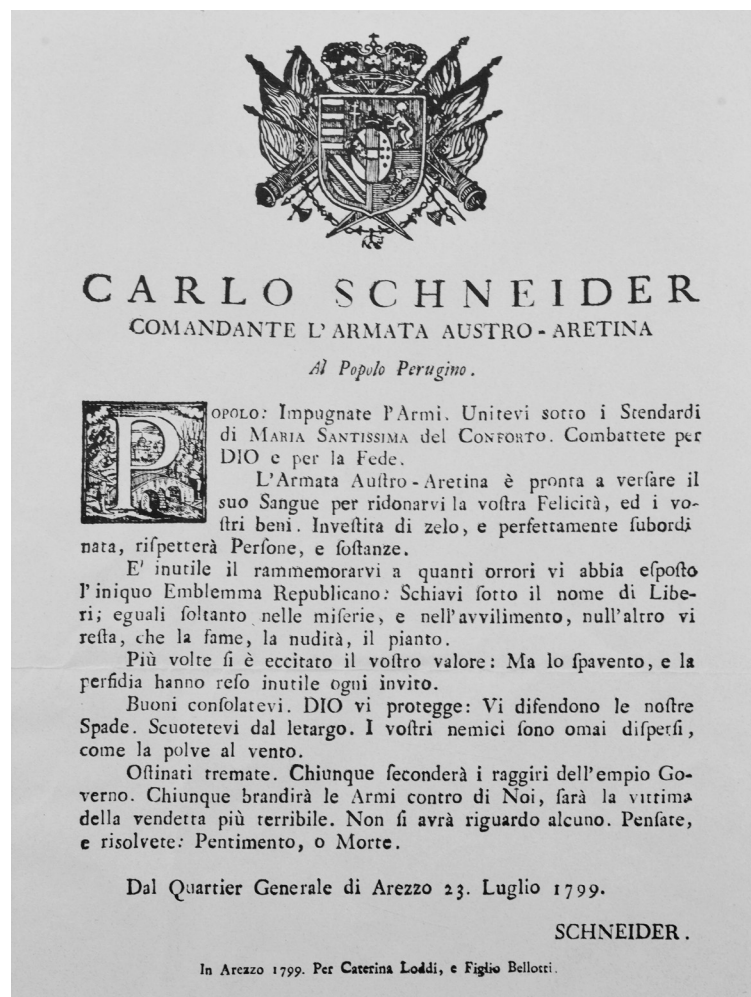 CARLO SCHNEIDER
COMANDANTE L'ARMATA AUSTRO-ARETINA
Al Popolo Perugino.
POPOLO: Impugnate l'Armi. Unitevi sotto i Stendardi
di MARIA SANTISSIMA del CONFORTO. Combattete per
DIO e per la Fede.
L'Armata Auſtro-Aretina è pronta a verſare il
suo Sangue per ridonarvi la voſtra Felicità, ed i vo-
ſtri beni. Inveſtita di zelo, e perfettamente ſubordi
nata, riſpetterà Perſone, e ſoſtanze.
E' inutile il rammemorarvi a quanti orrori vi abbia eſpoſto
l'iniquo Emblemma Republicano: Schiavi ſotto il nome di Libe-
ri; eguali ſoltanto nelle miſerie, e nell'avvilimento, null'altro vi
reſta, che la fame, la nudità, il pianto.
Più volte ſi è eccitato il voſtro valore: Ma lo ſpavento, e la
perfidia hanno reſo inutile ogni invito.
Buoni conſolatevi. DIO vi protegge: Vi difendono le noſtre
Spade. Scuotetevi dal letargo. I voſtri nemici ſono omai diſperſi,
come la polve al vento.
Oſtinati tremate. Chiunque ſeconderà i raggiri dell'empio Go-
verno. Chiunque brandirà le Armi contro di Noi, ſarà la vittima
della vendetta più terribile. Non ſi avrà riguardo alcuno. Penſate,
e risolvete: Pentimento, o Morte.
Dal Quartier Generale di Arezzo 23. Luglio 1799.
SCHNEIDER.
In Arezzo 1799. Per Caterina Loddi, e Figlio Bellotti.